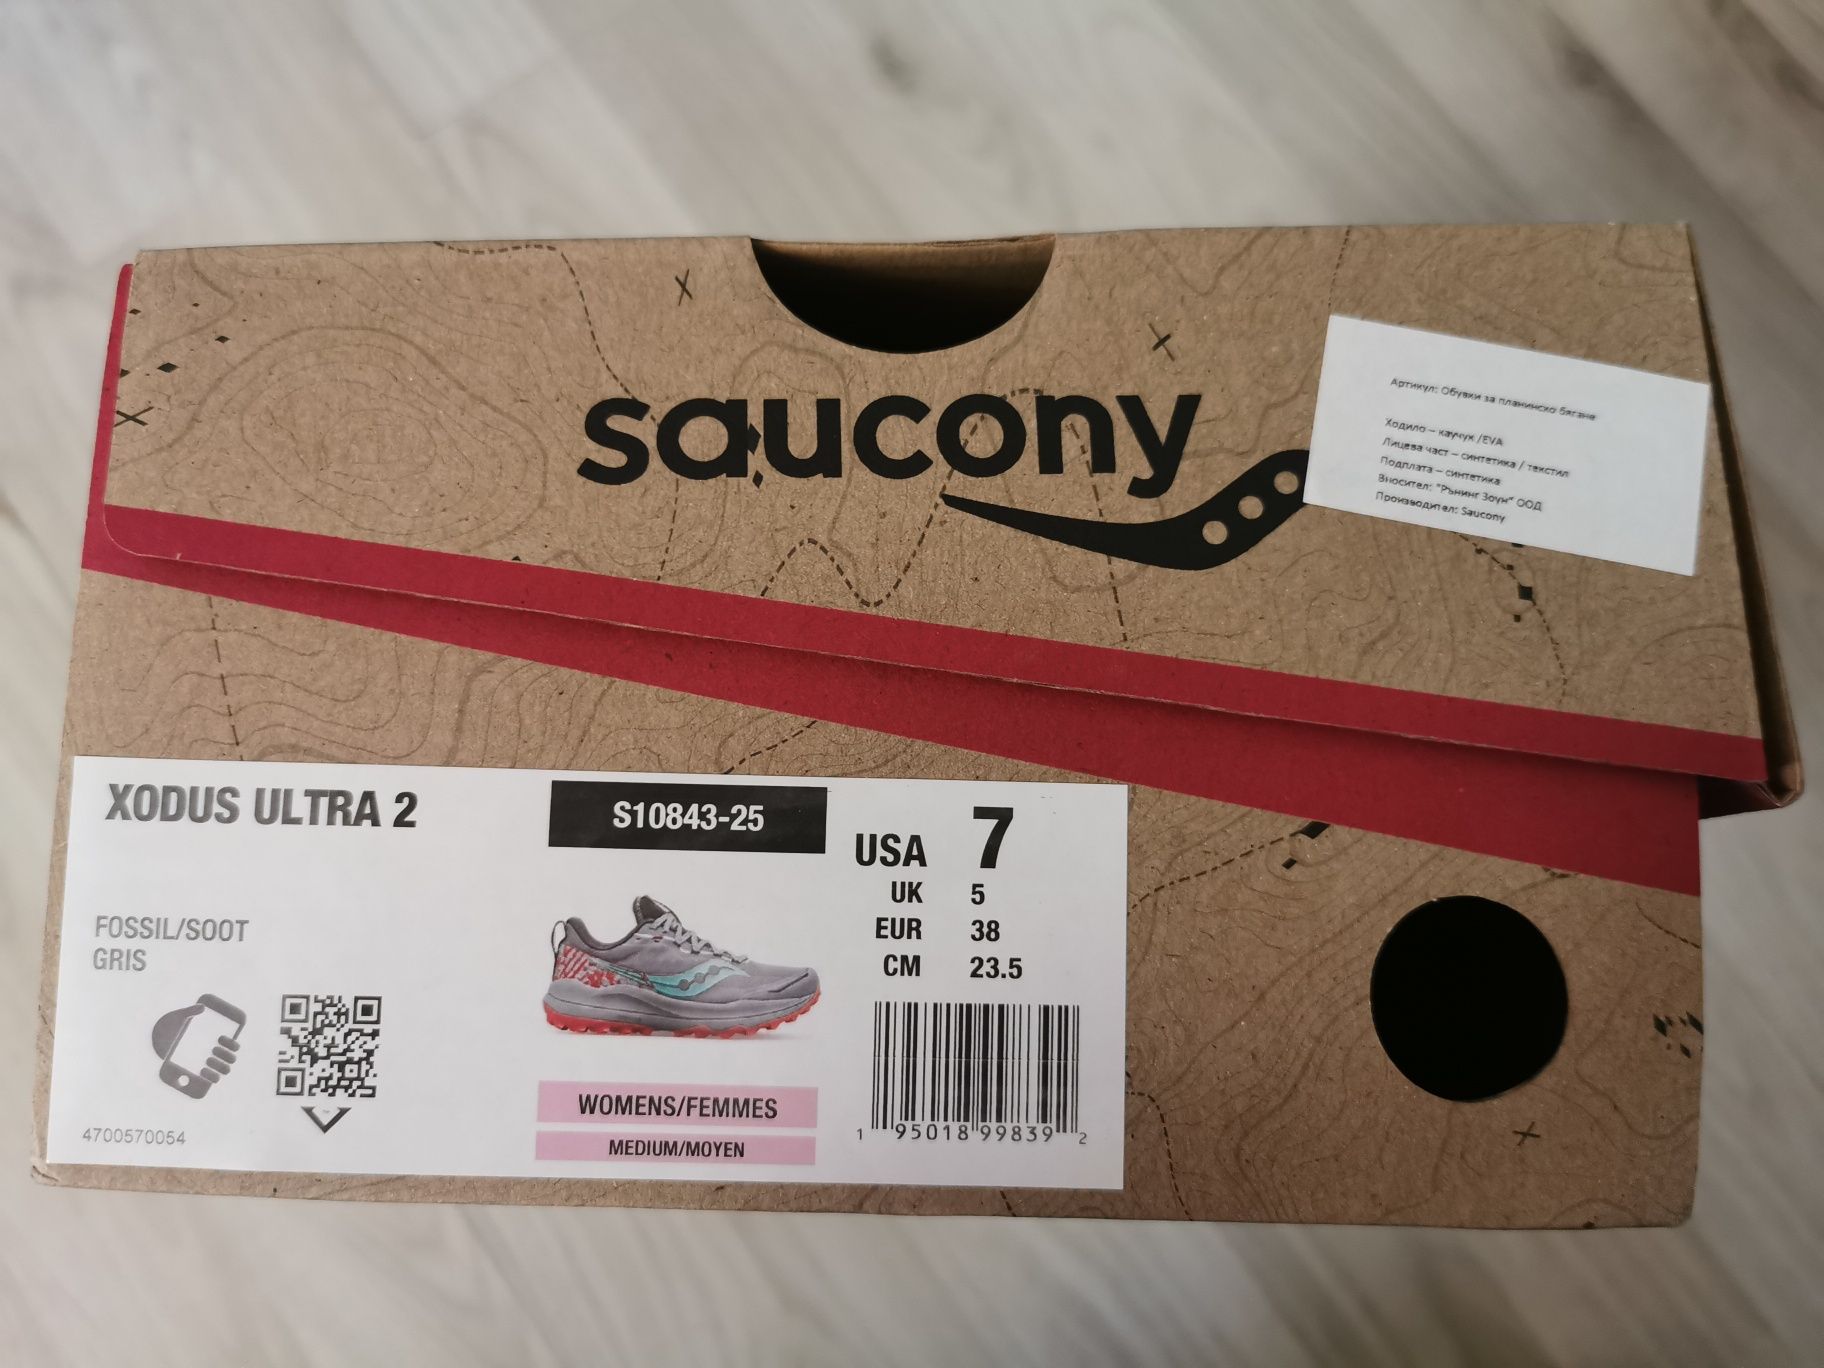 saucony
Артикул: Обувки за планинско бягане
Ходило – каучук /EVA
Лицева част – синтетика / текстил
Подплата – синтетика
Вносител: "Рънинг Зоун" ООД
Производител: Saucony
XODUS ULTRA 2
S10843-25
USA 7
UK 5
EUR 38
CM 23.5
FOSSIL/SOOT
GRIS
4700570054
WOMENS/FEMMES
MEDIUM/MOYEN
1 95018 99839 2